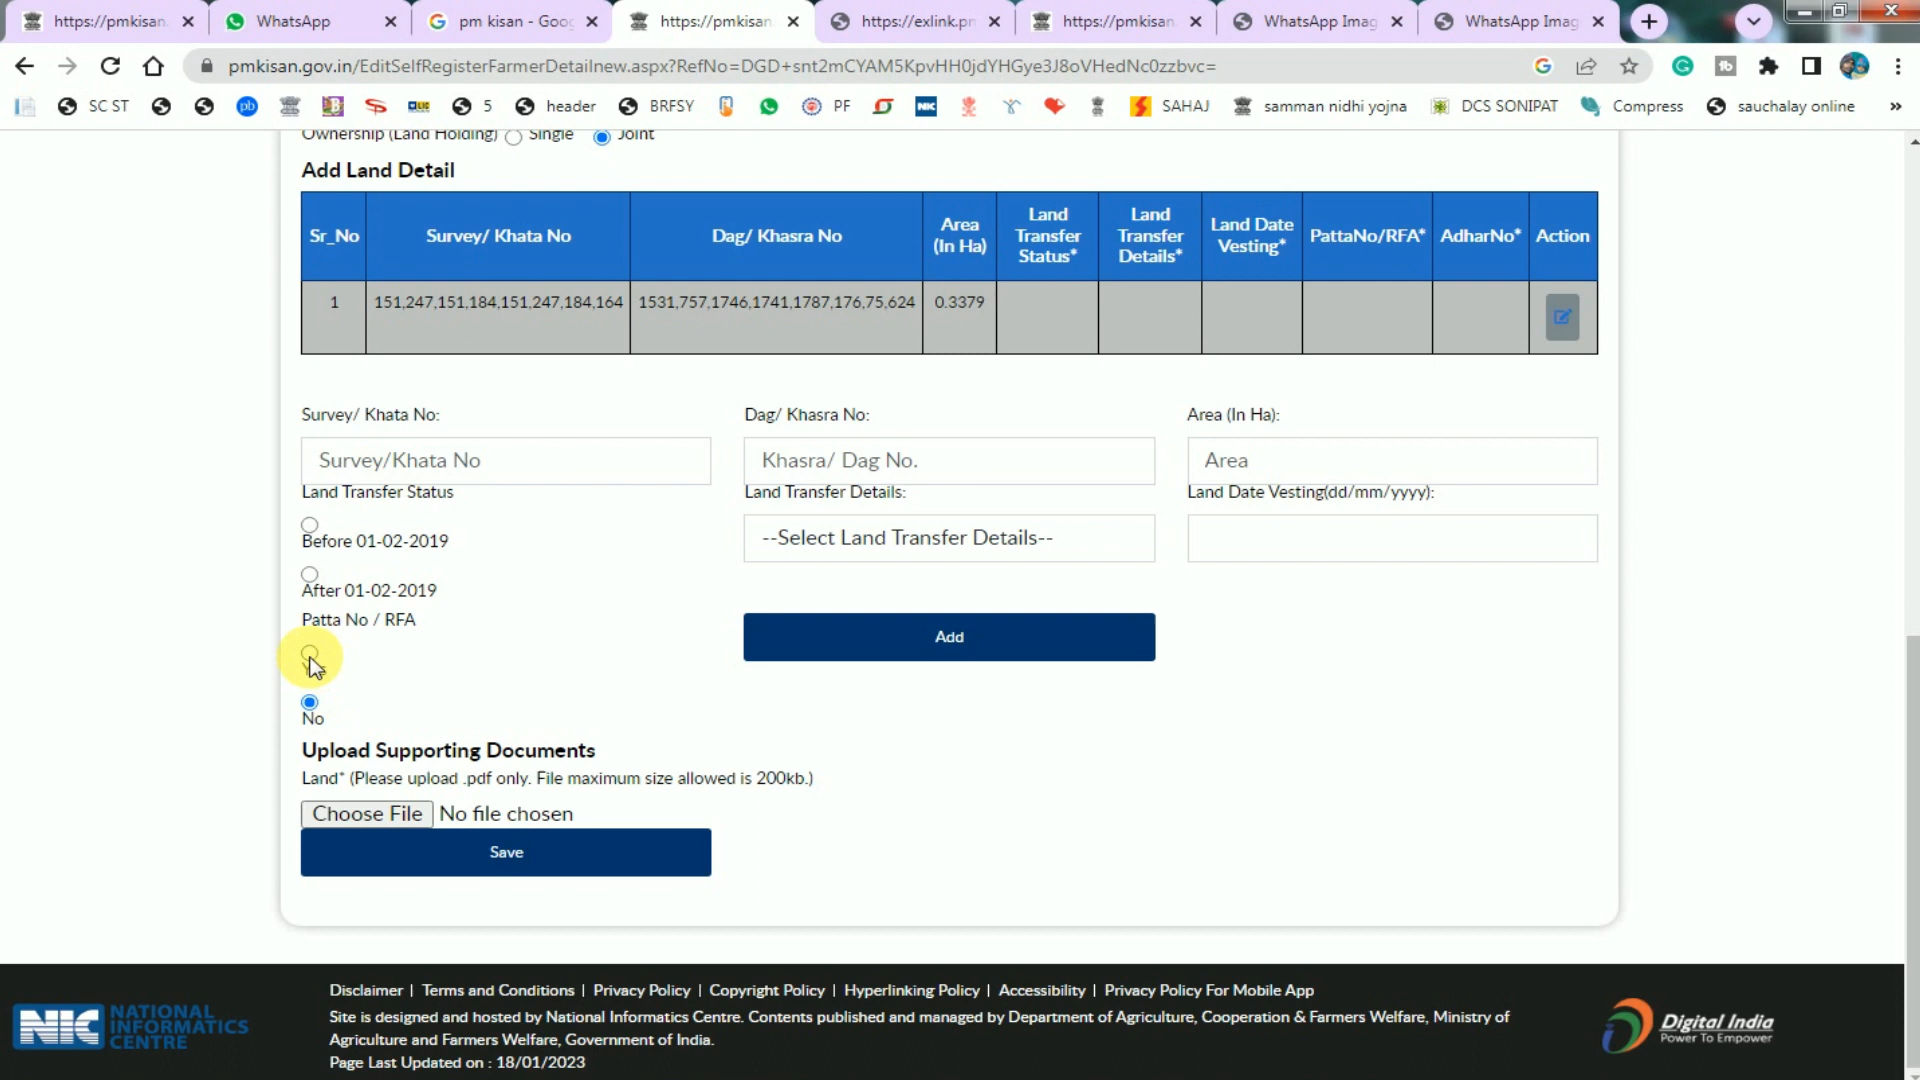 https://pmkisan.
WhatsApp
pm kisan - Goo
https://pmkisan.
https://exlink.pn
https://pmkisan.
WhatsApp Imag
WhatsApp Imag
pmkisan.gov.in/EditSelfRegisterFarmerDetailnew.aspx?RefNo=DGD+snt2mCYAM5KpvHH0jdYHGye3J8oVHedNc0zzbvc=
SC ST
pb
5
header
BRFSY
PF
NIC
SAHAJ
samman nidhi yojna
DCS SONIPAT
Compress
sauchalay online
»
Ownership (Land Holding) Single Joint
Add Land Detail
Sr_No Survey/ Khata No Dag/ Khasra No Area (In Ha) Land Transfer Status* Land Transfer Details* Land Date Vesting* PattaNo/RFA* AdharNo* Action
1 151,247,151,184,151,247,184,164 1531,757,1746,1741,1787,176,75,624 0.3379
Survey/ Khata No: Dag/ Khasra No: Area (In Ha):
Survey/Khata No Khasra/ Dag No. Area
Land Transfer Status Land Transfer Details: Land Date Vesting(dd/mm/yyyy):
--Select Land Transfer Details--
Before 01-02-2019
After 01-02-2019
Patta No / RFA
Add
No
Upload Supporting Documents
Land* (Please upload .pdf only. File maximum size allowed is 200kb.)
Choose File No file chosen
Save
Disclaimer | Terms and Conditions | Privacy Policy | Copyright Policy | Hyperlinking Policy | Accessibility | Privacy Policy For Mobile App
Site is designed and hosted by National Informatics Centre. Contents published and managed by Department of Agriculture, Cooperation & Farmers Welfare, Ministry of
Agriculture and Farmers Welfare, Government of India.
Page Last Updated on : 18/01/2023
NIC NATIONAL
INFORMATICS
CENTRE
Digital India
Power To Empower